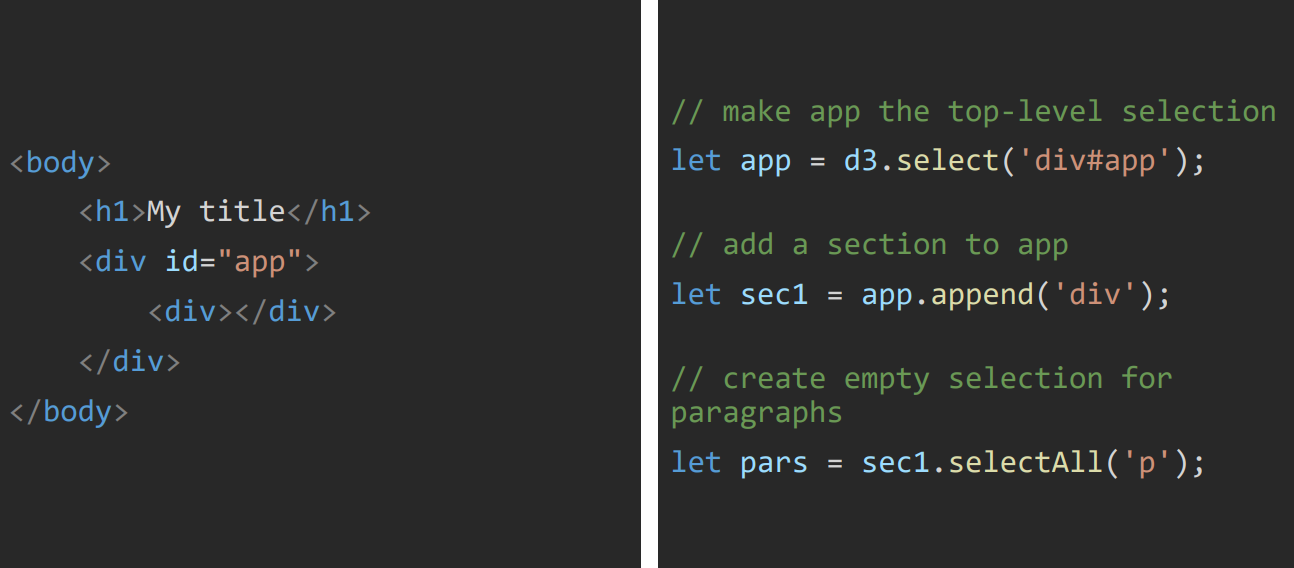 <body>
<h1>My title</h1>
<div id="app">
<div></div>
</div>
</body>
// make app the top-level selection
let app = d3.select('div#app');
// add a section to app
let sec1 = app.append('div');
// create empty selection for
paragraphs
let pars = sec1.selectAll('p');